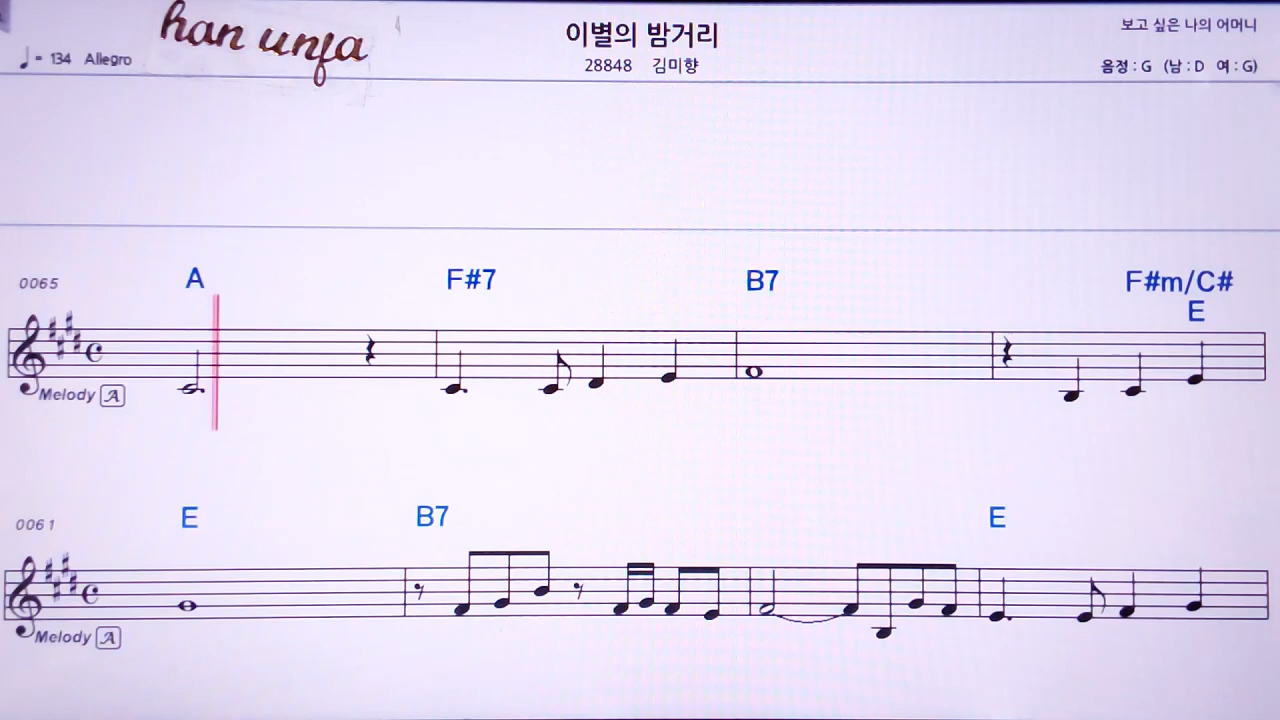 han unja
이별의 밤거리
보고 싶은 나의 어머니
♩ = 134 Allegro
28848 김미향
음정 : G (남 : D 여 : G)
0065 A F#7 B7 F#m/C#
E
Melody A
0061 E B7 E
Melody A